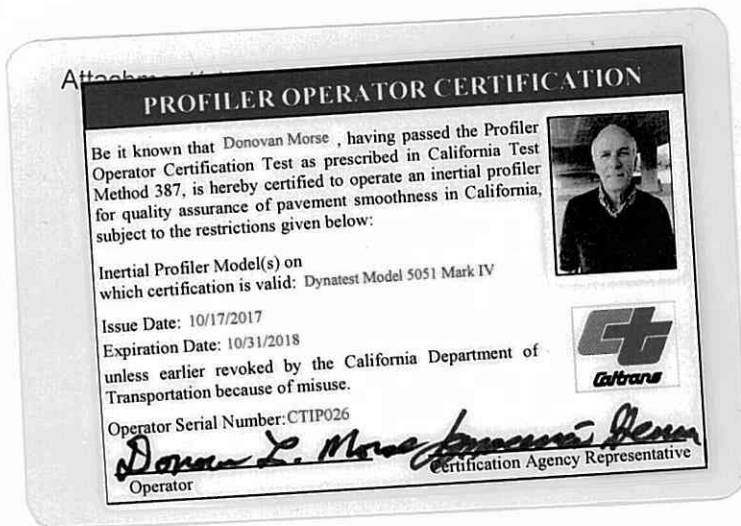 PROFILER OPERATOR CERTIFICATION
Be it known that Donovan Morse , having passed the Profiler
Operator Certification Test as prescribed in California Test
Method 387, is hereby certified to operate an inertial profiler
for quality assurance of pavement smoothness in California,
subject to the restrictions given below:
Inertial Profiler Model(s) on
which certification is valid: Dynatest Model 5051 Mark IV
Issue Date: 10/17/2017
Expiration Date: 10/31/2018
unless earlier revoked by the California Department of
Transportation because of misuse.
Ct
Caltrans
Operator Serial Number: CTIP026
Donovan L. Morse
Operator
Certification Agency Representative